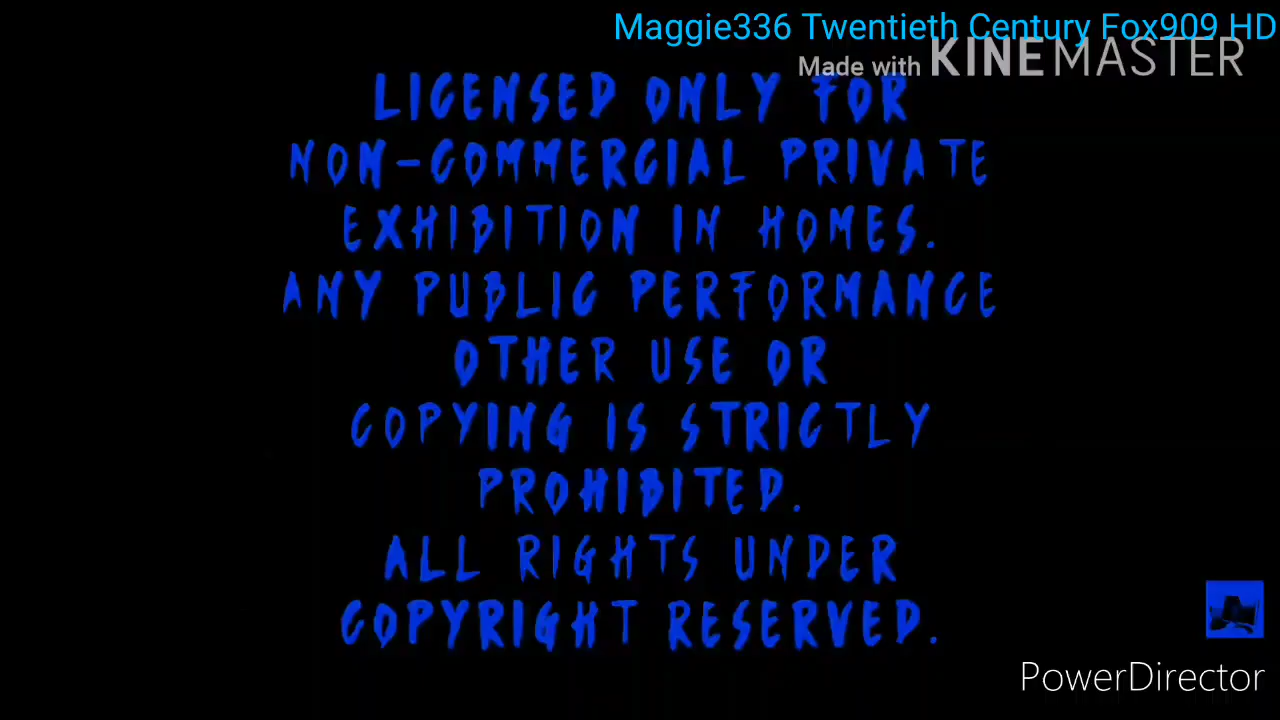 Maggie336 Twentieth Century Fox909 HD
Made with KINEMASTER
LICENSED ONLY FOR
NON-COMMERCIAL PRIVATE
EXHIBITION IN HOMES.
ANY PUBLIC PERFORMANCE
OTHER USE OR
COPYING IS STRICTLY
PROHIBITED.
ALL RIGHTS UNDER
COPYRIGHT RESERVED.
PowerDirector